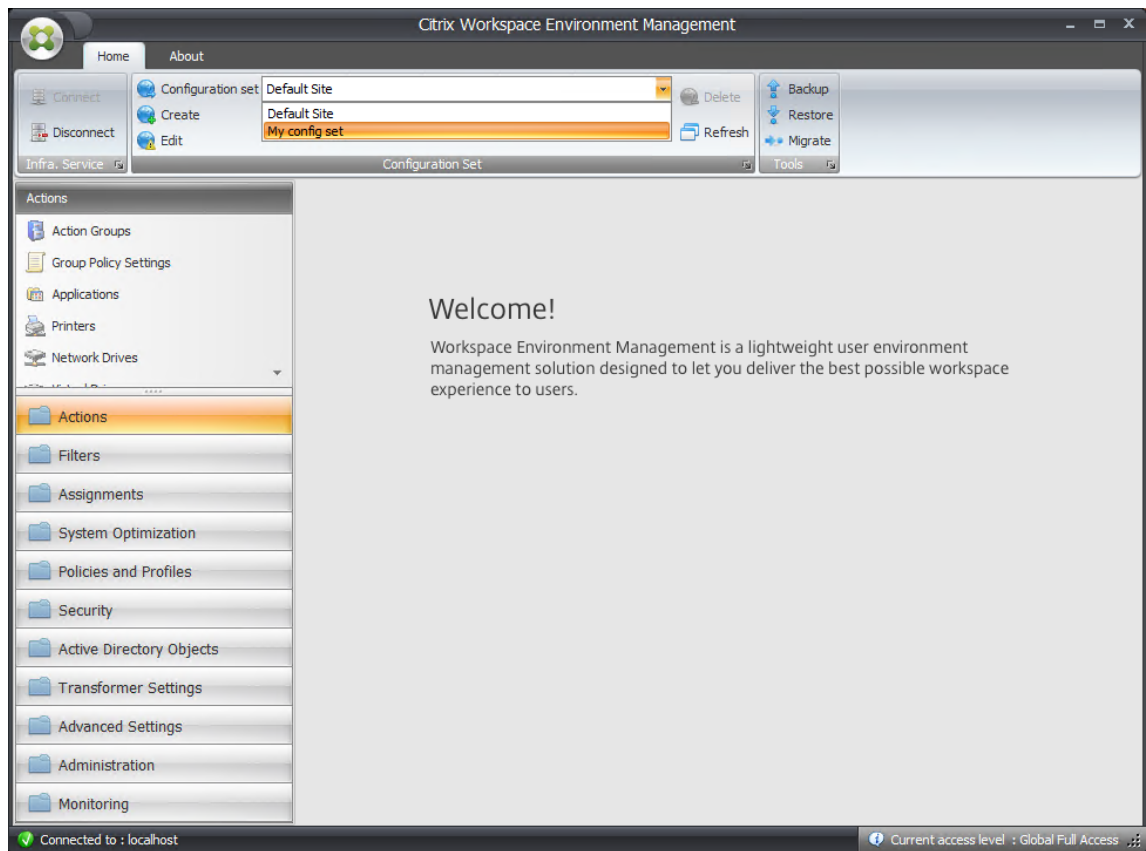 Citrix Workspace Environment Management
Home
About
Connect
Disconnect
Infra. Service
Configuration set
Default Site
Create
Edit
Default Site
My config set
Delete
Refresh
Configuration Set
Backup
Restore
Migrate
Tools
Actions
Action Groups
Group Policy Settings
Applications
Printers
Network Drives
Actions
Filters
Assignments
System Optimization
Policies and Profiles
Security
Active Directory Objects
Transformer Settings
Advanced Settings
Administration
Monitoring
Welcome!
Workspace Environment Management is a lightweight user environment
management solution designed to let you deliver the best possible workspace
experience to users.
Connected to : localhost
Current access level : Global Full Access